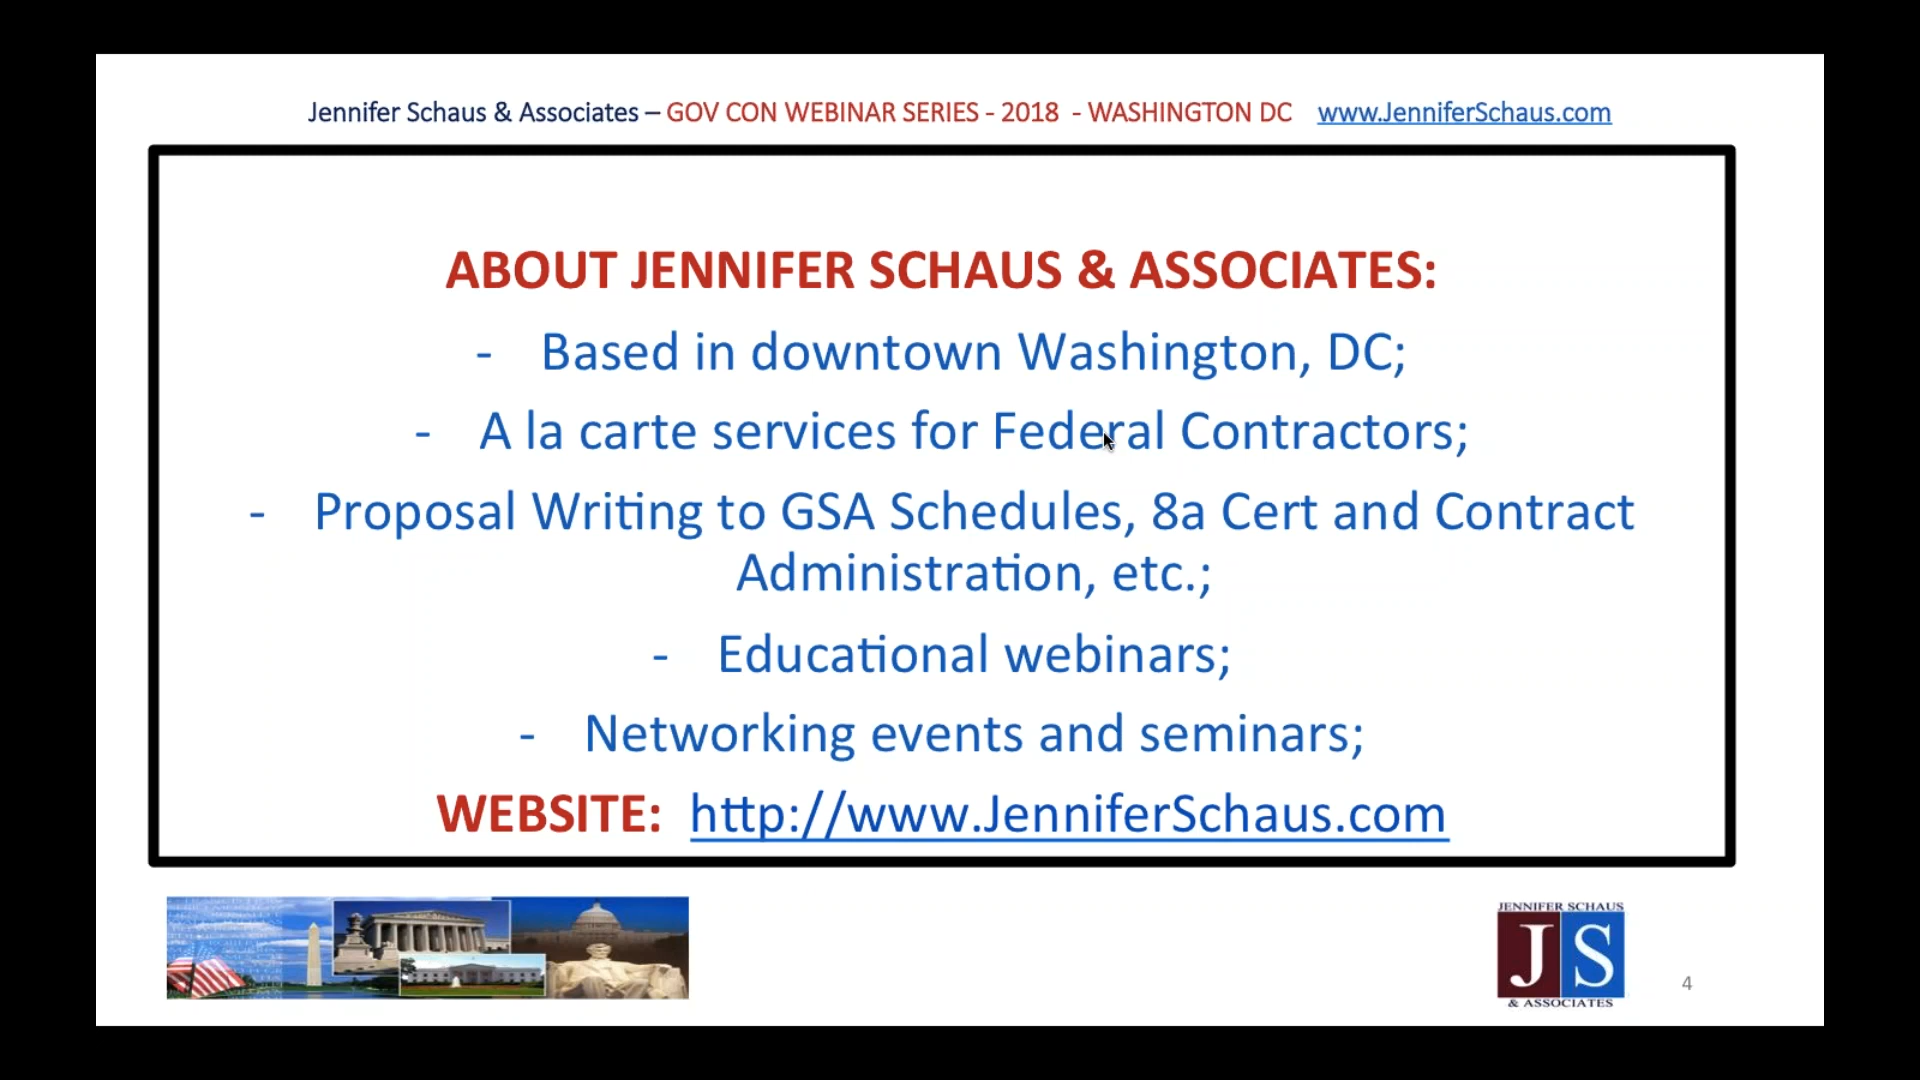 Jennifer Schaus & Associates – GOV CON WEBINAR SERIES - 2018 - WASHINGTON DC www.JenniferSchaus.com
ABOUT JENNIFER SCHAUS & ASSOCIATES:
- Based in downtown Washington, DC;
- A la carte services for Federal Contractors;
- Proposal Writing to GSA Schedules, 8a Cert and Contract
Administration, etc.;
- Educational webinars;
- Networking events and seminars;
WEBSITE: http://www.JenniferSchaus.com
JENNIFER SCHAUS
J S
& ASSOCIATES
4